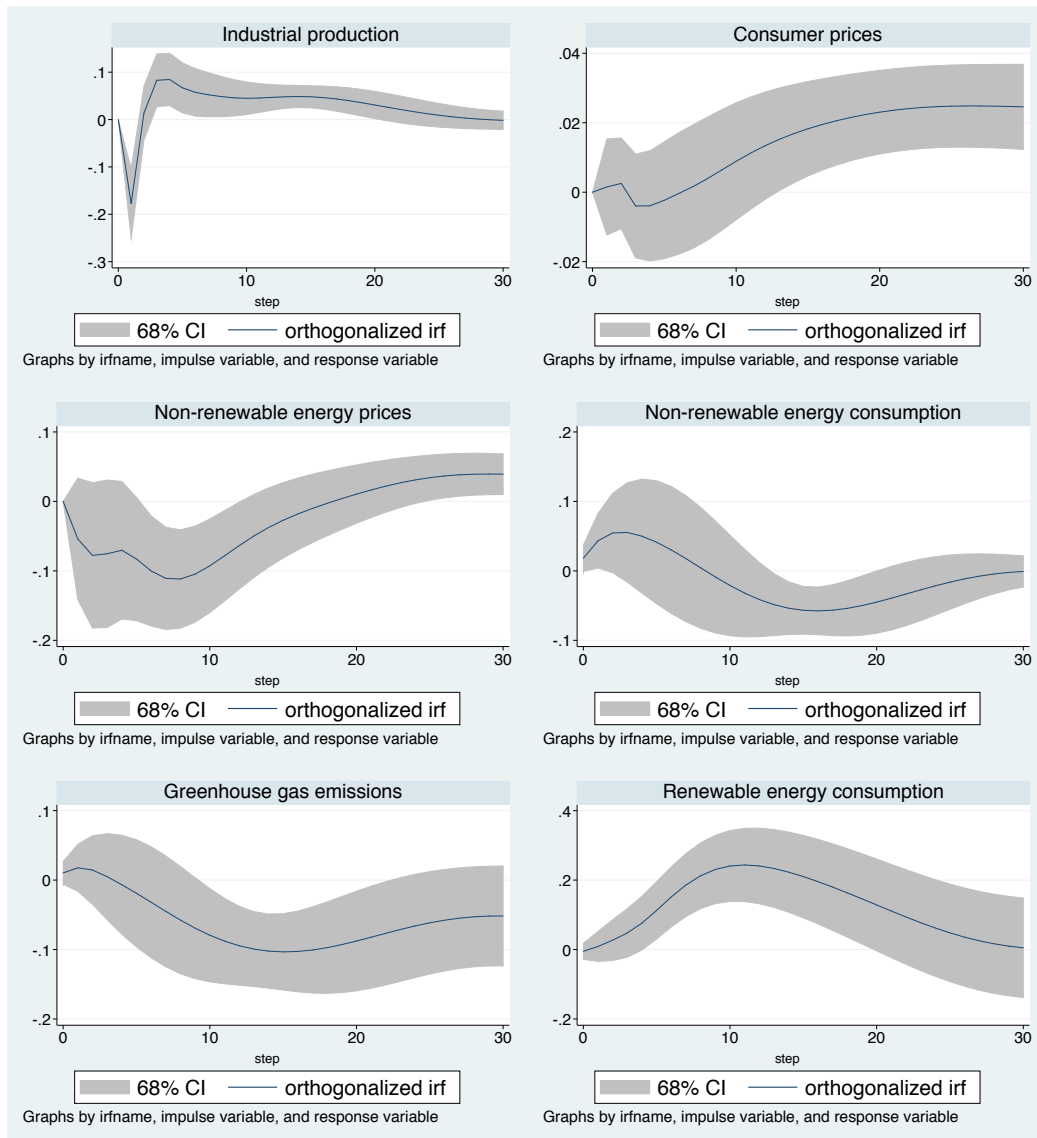 Industrial production
.1
0
-.1
-.2
-.3
0 10 20 30
step
68% CI orthogonalized irf
Graphs by irfname, impulse variable, and response variable
Consumer prices
.04
.02
0
-.02
0 10 20 30
step
68% CI orthogonalized irf
Graphs by irfname, impulse variable, and response variable
Non-renewable energy prices
.1
0
-.1
-.2
0 10 20 30
step
68% CI orthogonalized irf
Graphs by irfname, impulse variable, and response variable
Non-renewable energy consumption
.2
.1
0
-.1
0 10 20 30
step
68% CI orthogonalized irf
Graphs by irfname, impulse variable, and response variable
Greenhouse gas emissions
.1
0
-.1
-.2
0 10 20 30
step
68% CI orthogonalized irf
Graphs by irfname, impulse variable, and response variable
Renewable energy consumption
.4
.2
0
-.2
0 10 20 30
step
68% CI orthogonalized irf
Graphs by irfname, impulse variable, and response variable